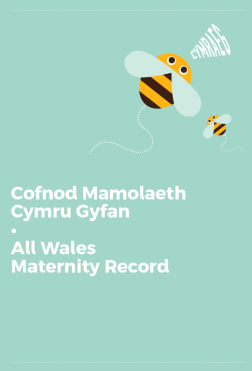 CYMRAEG
Cofnod Mamolaeth
Cymru Gyfan
•
All Wales
Maternity Record